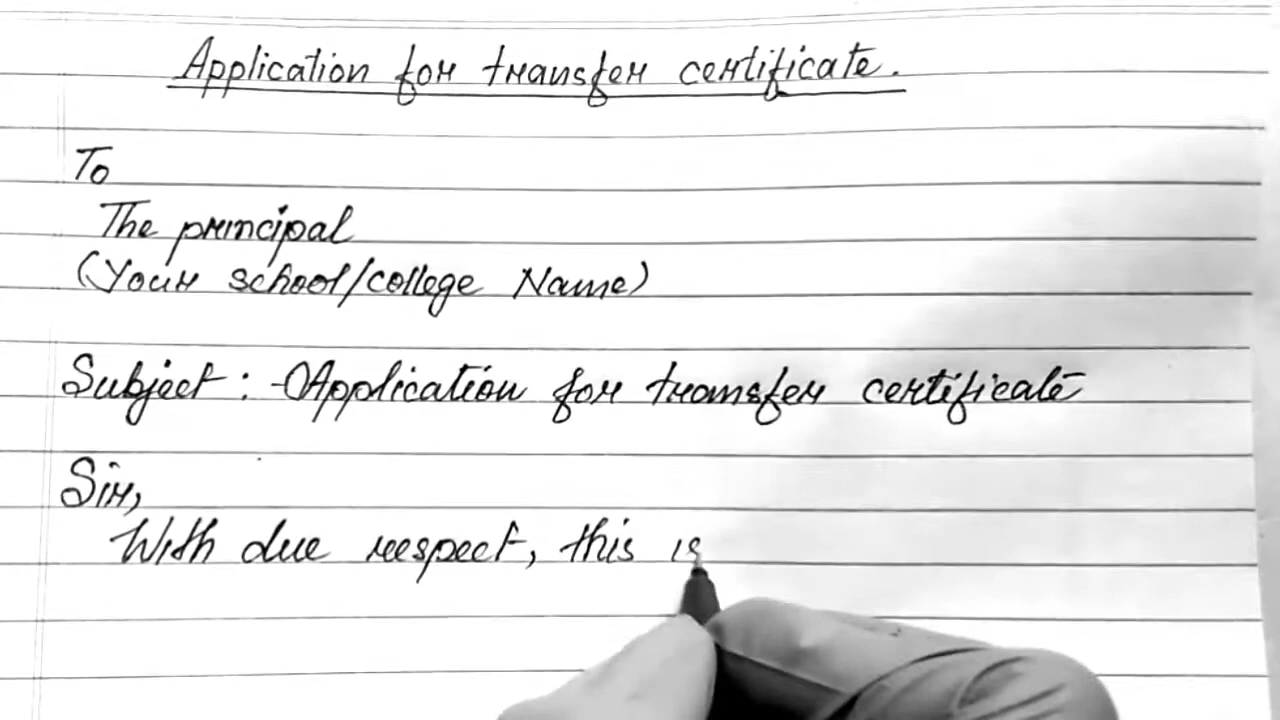 Application for transfer certificate.
To
The principal
(Your school/college Name)
Subject: -Application for transfer certificate
Sir,
With due respect, this is